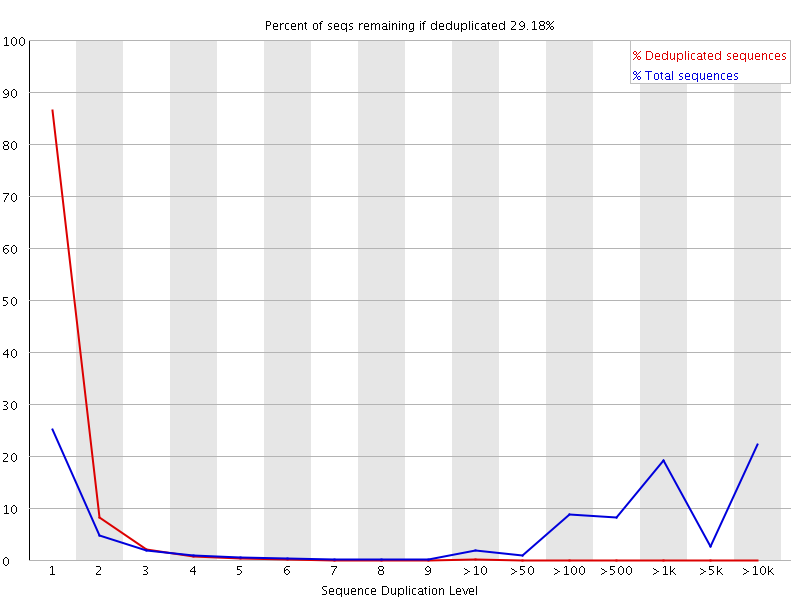 Percent of seqs remaining if deduplicated 29.18%
% Deduplicated sequences
% Total sequences
100
90
80
70
60
50
40
30
20
10
0
1 2 3 4 5 6 7 8 9 >10 >50 >100 >500 >1k >5k >10k
Sequence Duplication Level